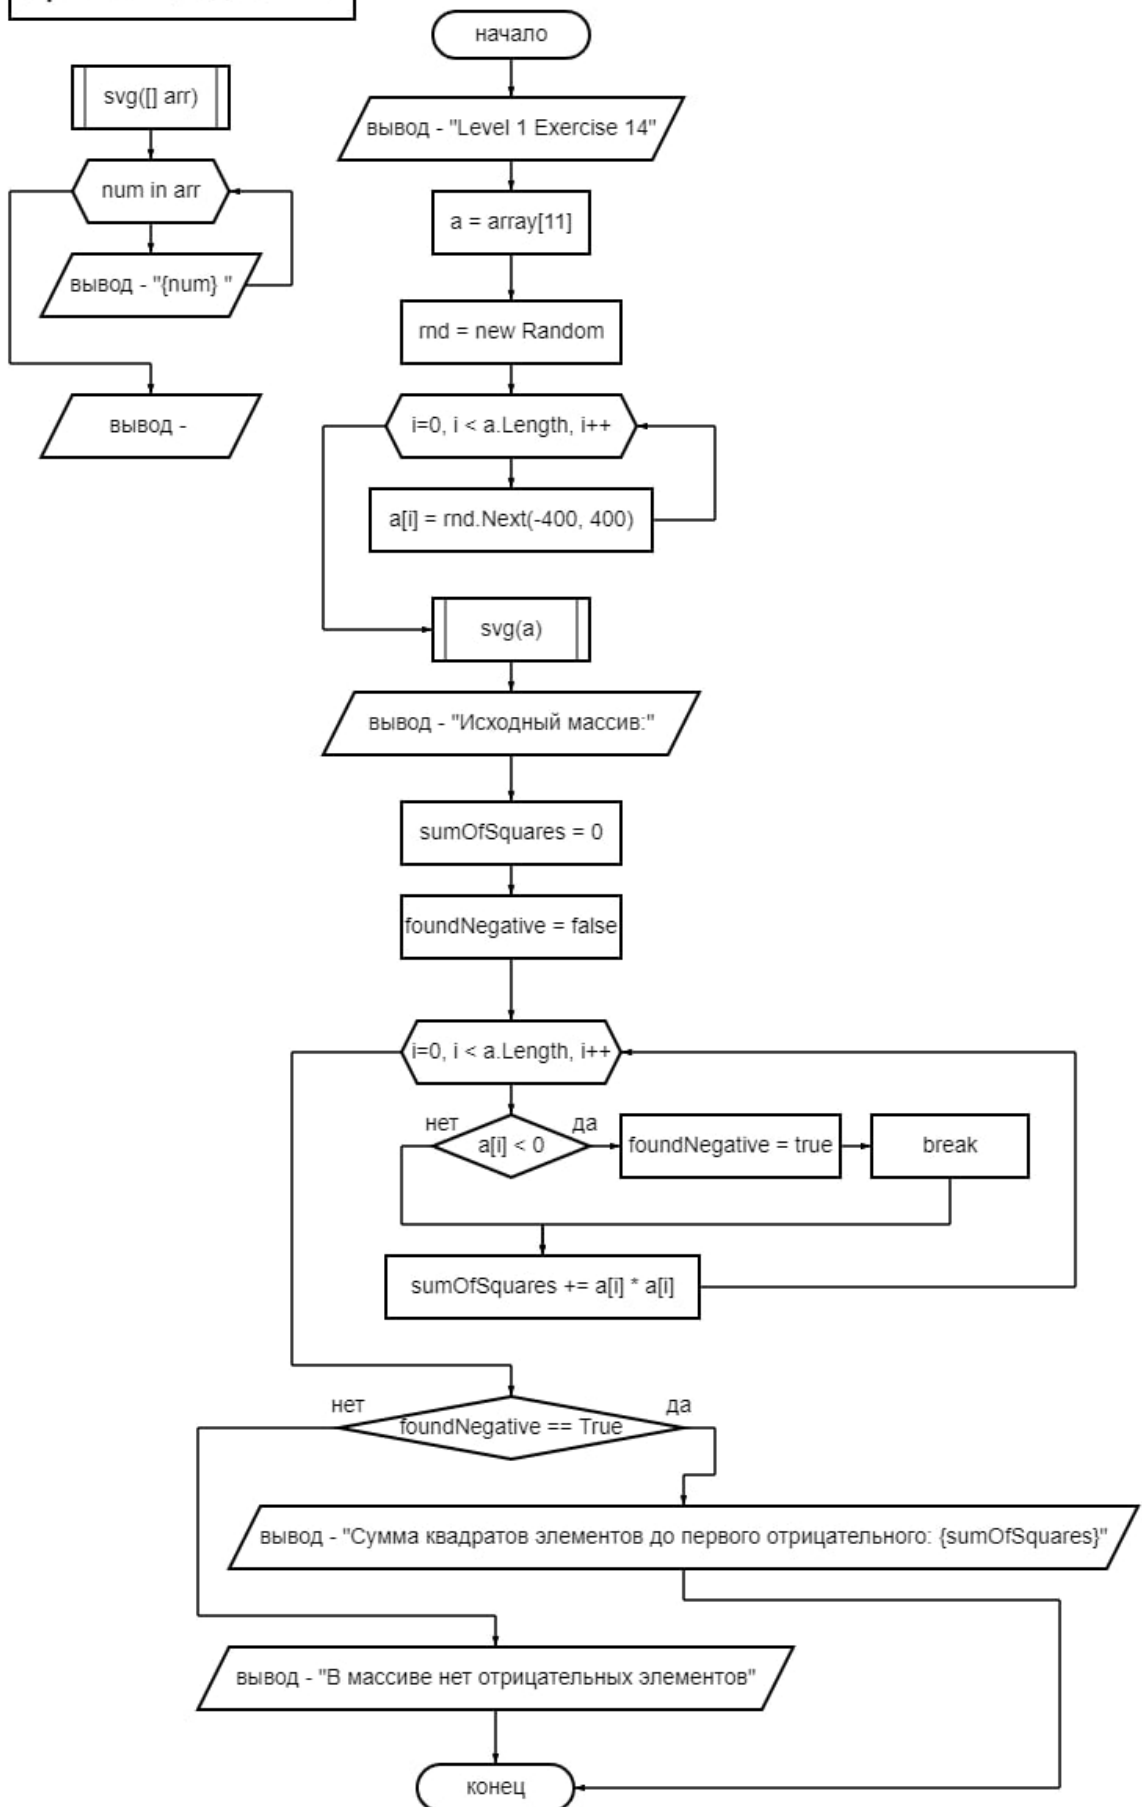 начало
svg([] arr)
num in arr
вывод - "{num} "
вывод -
вывод - "Level 1 Exercise 14"
a = array[11]
rnd = new Random
i=0, i < a.Length, i++
a[i] = rnd.Next(-400, 400)
svg(a)
вывод - "Исходный массив:"
sumOfSquares = 0
foundNegative = false
i=0, i < a.Length, i++
нет
да
a[i] < 0
foundNegative = true
break
sumOfSquares += a[i] * a[i]
нет
да
foundNegative == True
вывод - "Сумма квадратов элементов до первого отрицательного: {sumOfSquares}"
вывод - "В массиве нет отрицательных элементов"
конец